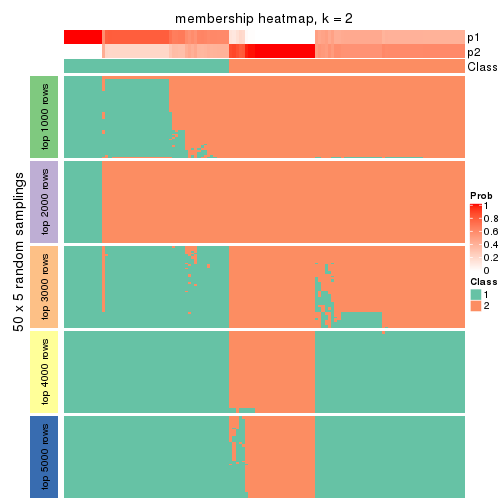 membership heatmap, k = 2
p1
p2
Class
50 x 5 random samplings
top 1000 rows
top 2000 rows
top 3000 rows
top 4000 rows
top 5000 rows
Prob
1
0.8
0.6
0.4
0.2
0
Class
1
2